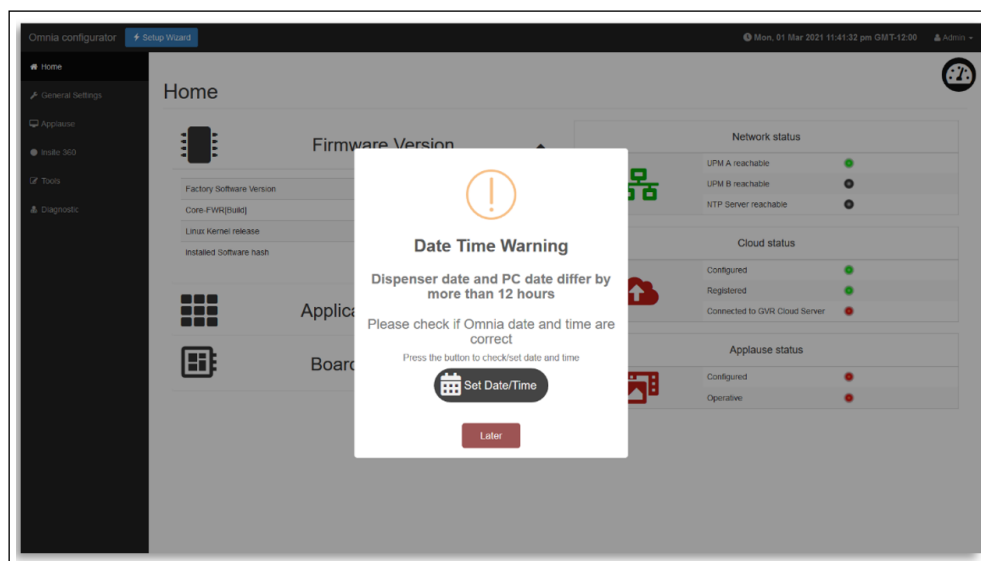 Omnia configurator
Setup Wizard
Mon, 01 Mar 2021 11:41:32 pm GMT-12:00
Admin
Home
General Settings
Applause
Insite 360
Tools
Diagnostic
Home
Firmware Version
Factory Software Version
Core-FWR[Build]
Linux Kernel release
Installed Software hash
Applica
Board
Date Time Warning
Dispenser date and PC date differ by
more than 12 hours
Please check if Omnia date and time are
correct
Press the button to check/set date and time
Set Date/Time
Later
Network status
UPM A reachable
UPM B reachable
NTP Server reachable
Cloud status
Configured
Registered
Connected to GVR Cloud Server
Applause status
Configured
Operative